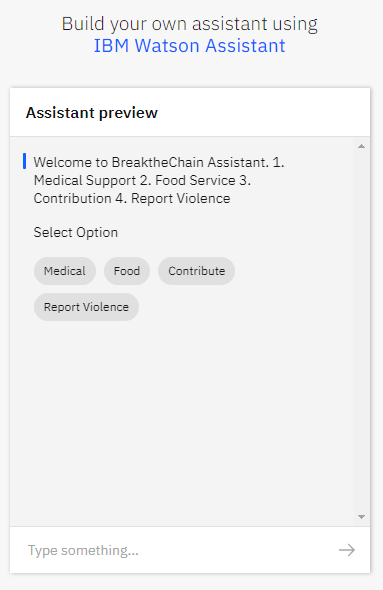 Build your own assistant using
IBM Watson Assistant
Assistant preview
Welcome to BreaktheChain Assistant. 1.
Medical Support 2. Food Service 3.
Contribution 4. Report Violence
Select Option
Medical
Food
Contribute
Report Violence
Type something...